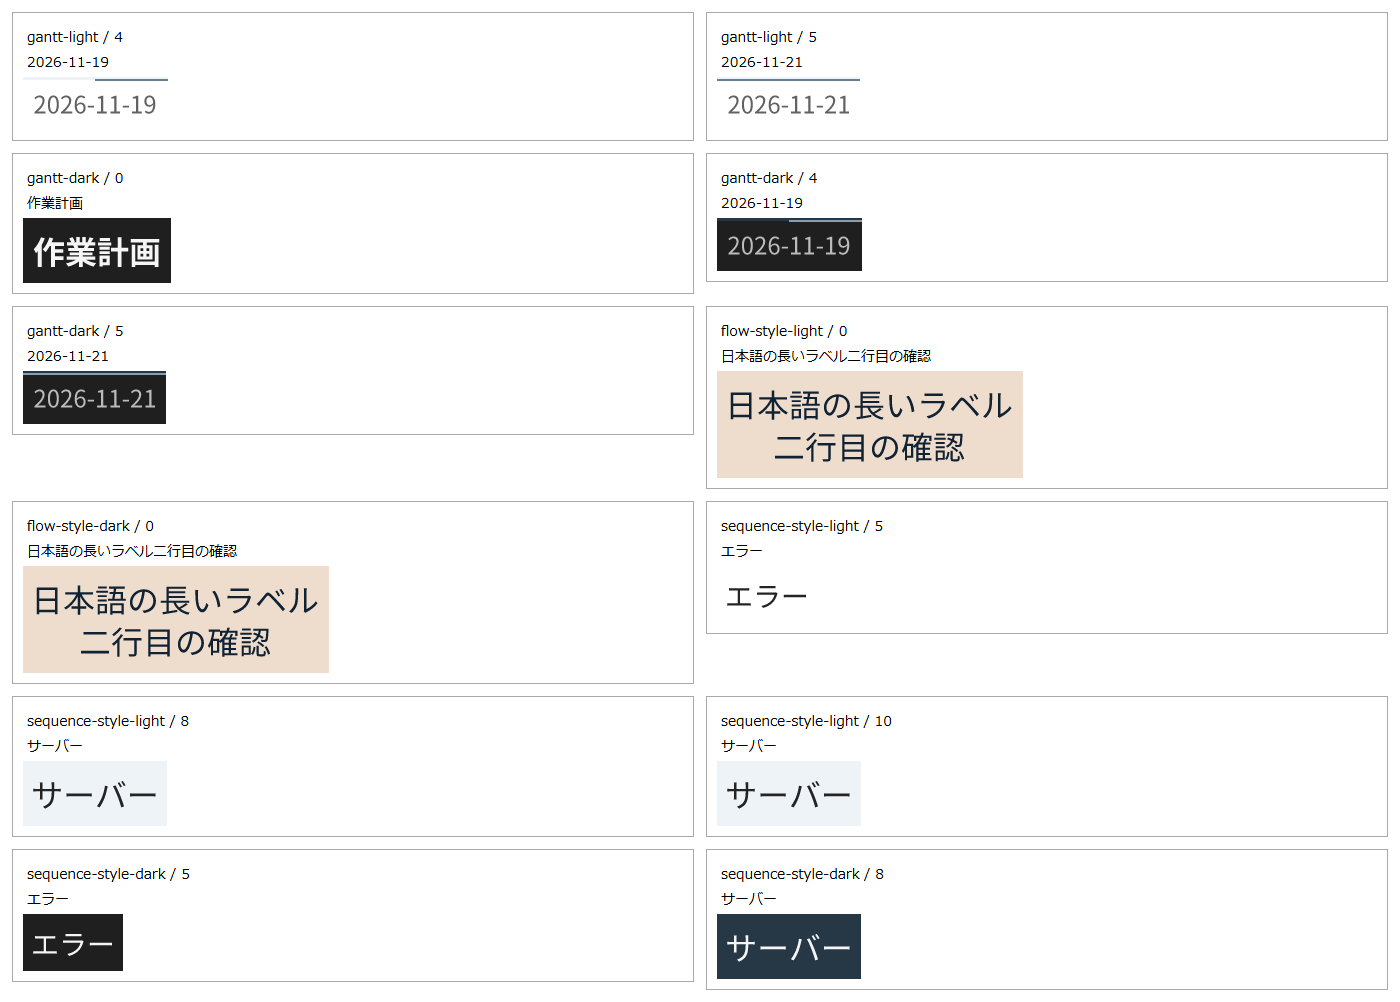 gantt-light / 4
2026-11-19
2026-11-19
gantt-light / 5
2026-11-21
2026-11-21
gantt-dark / 0
作業計画
作業計画
gantt-dark / 4
2026-11-19
2026-11-19
gantt-dark / 5
2026-11-21
2026-11-21
flow-style-light / 0
日本語の長いラベル二行目の確認
日本語の長いラベル
二行目の確認
flow-style-dark / 0
日本語の長いラベル二行目の確認
日本語の長いラベル
二行目の確認
sequence-style-light / 5
エラー
エラー
sequence-style-light / 8
サーバー
サーバー
sequence-style-light / 10
サーバー
サーバー
sequence-style-dark / 5
エラー
エラー
sequence-style-dark / 8
サーバー
サーバー